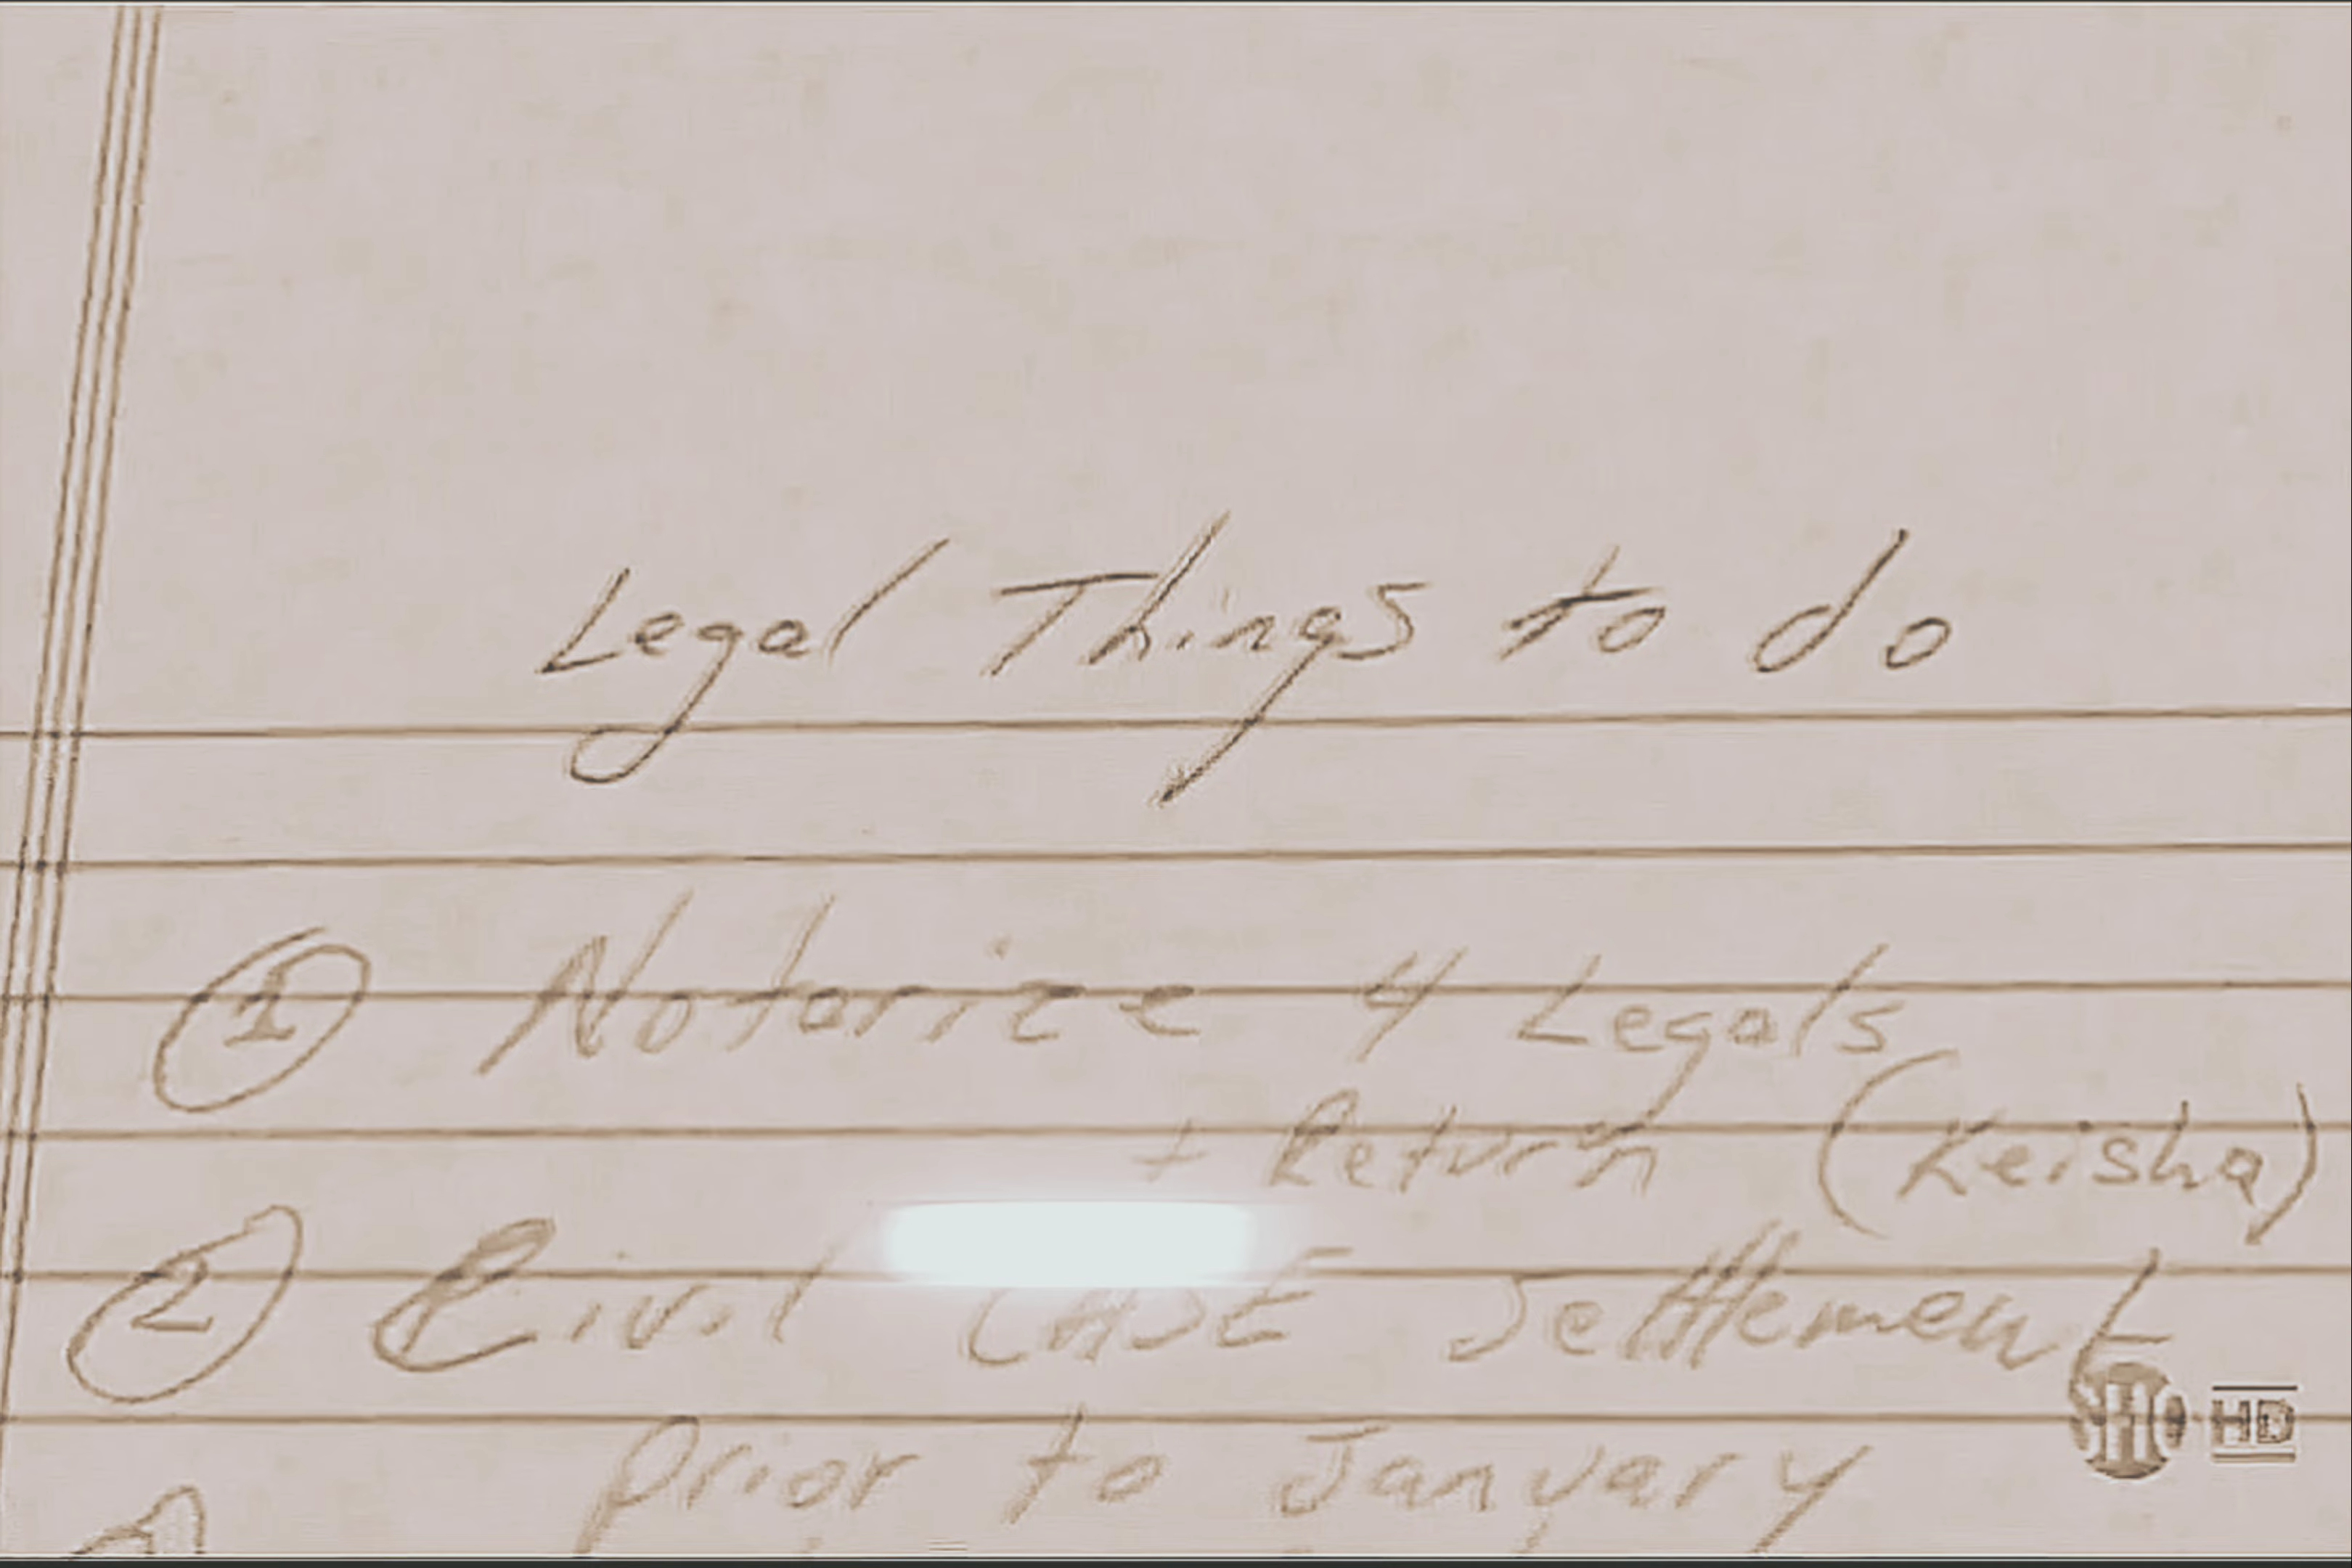 Legal Things to do
① Notarize 4 Legals
+ Return (Keisha)
② Civil CASE Settlement
prior to January
SHO HD